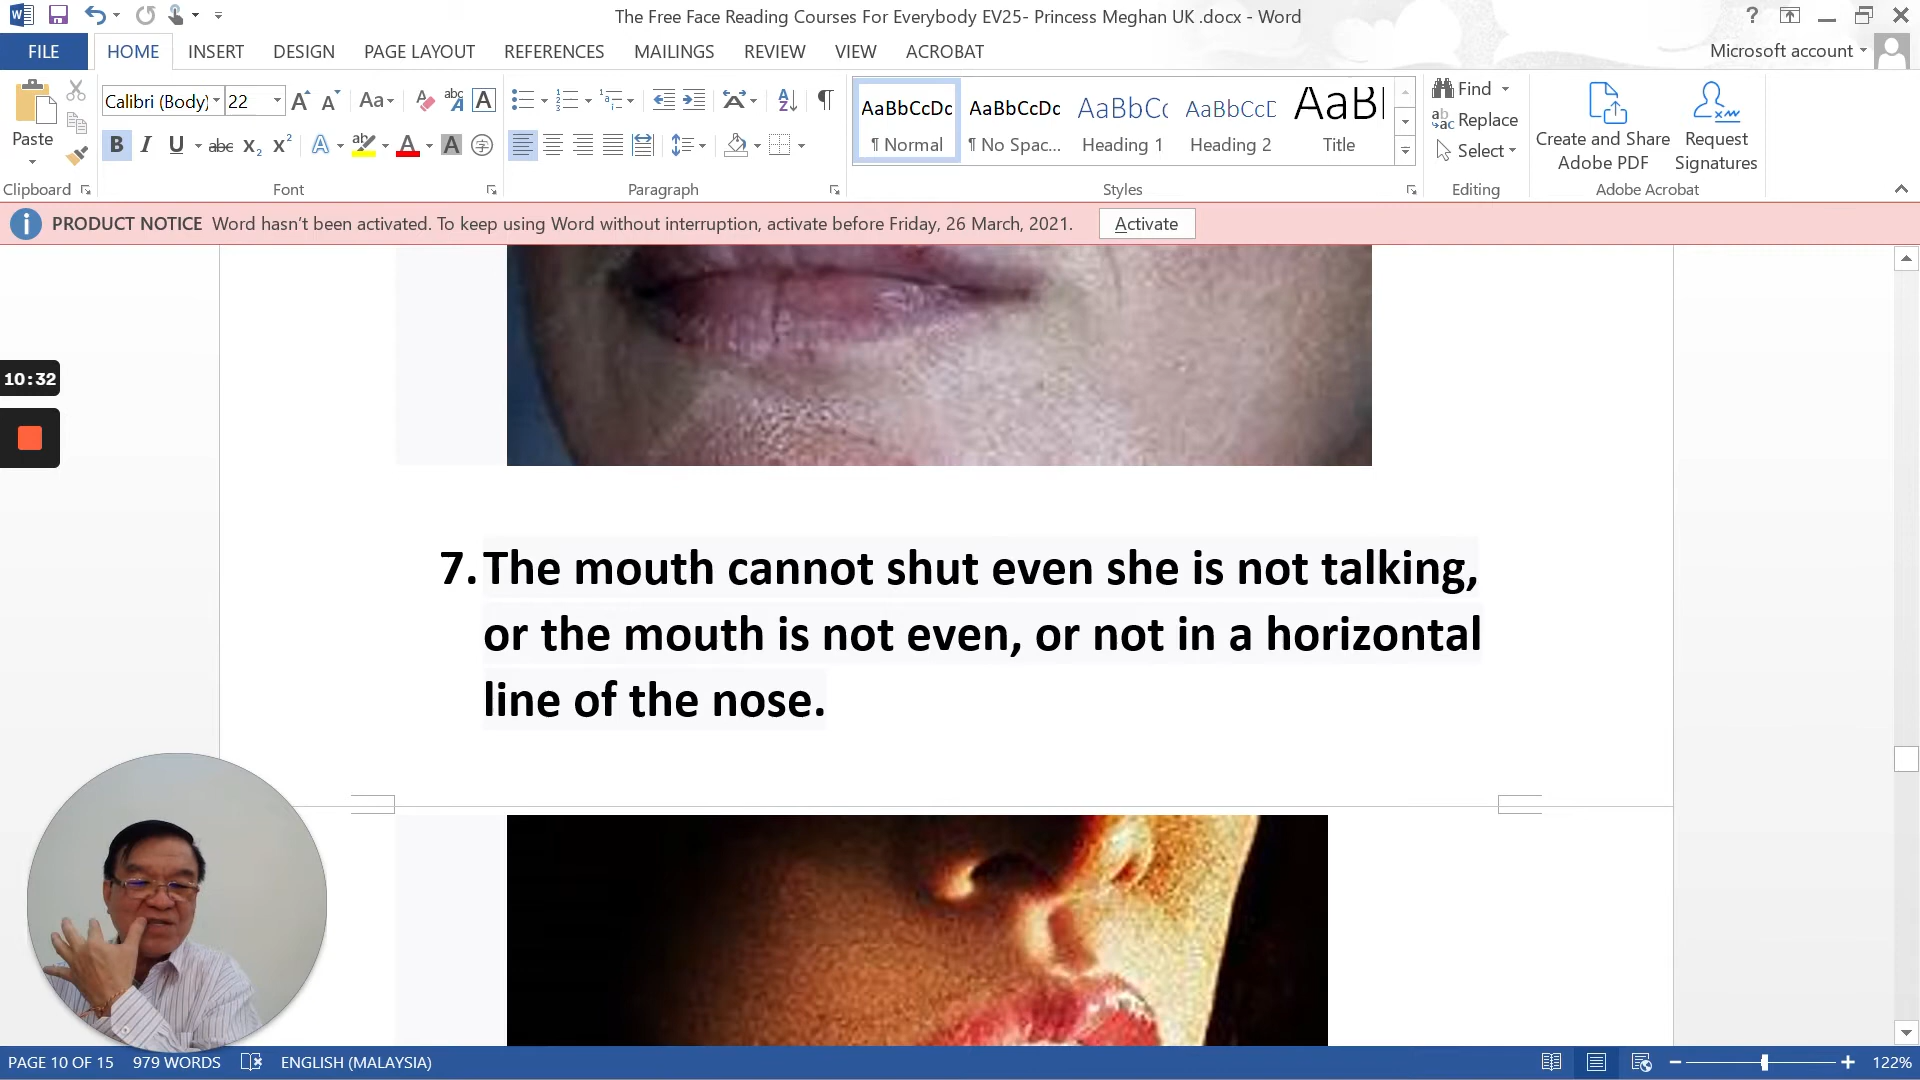 The Free Face Reading Courses For Everybody EV25- Princess Meghan UK .docx - Word
FILE HOME INSERT DESIGN PAGE LAYOUT REFERENCES MAILINGS REVIEW VIEW ACROBAT Microsoft account
Paste
Clipboard
Calibri (Body) 22
Font
Paragraph
AaBbCcDc AaBbCcDc AaBbCc AaBbCcD AaBl
¶ Normal ¶ No Spac... Heading 1 Heading 2 Title
Styles
Find
Replace
Select
Editing
Create and Share
Adobe PDF
Request
Signatures
Adobe Acrobat
PRODUCT NOTICE Word hasn't been activated. To keep using Word without interruption, activate before Friday, 26 March, 2021. Activate
10:32
7. The mouth cannot shut even she is not talking,
or the mouth is not even, or not in a horizontal
line of the nose.
PAGE 10 OF 15 979 WORDS ENGLISH (MALAYSIA) 122%